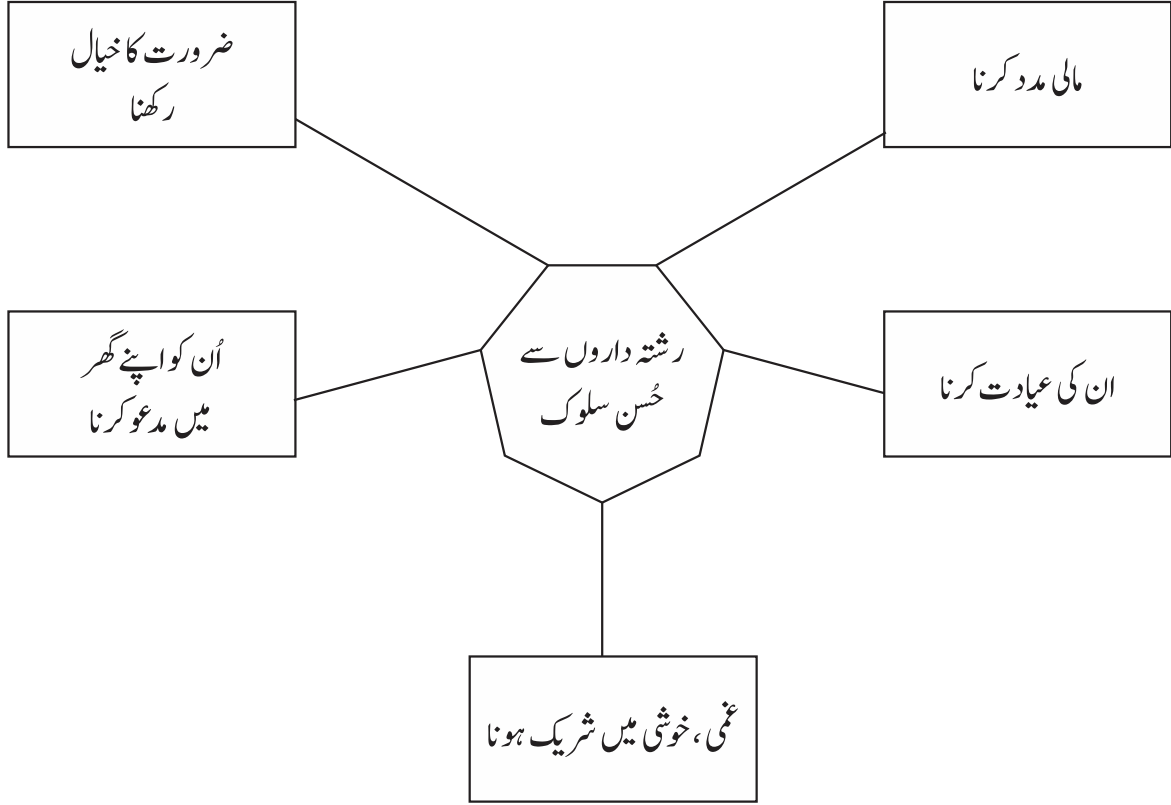 مالی مدد کرنا
ضرورت کا خیال
رکھنا
رشتہ داروں سے
حُسن سلوک
ان کی عیادت کرنا
اُن کو اپنے گھر
میں مدعو کرنا
غمی، خوشی میں شریک ہونا